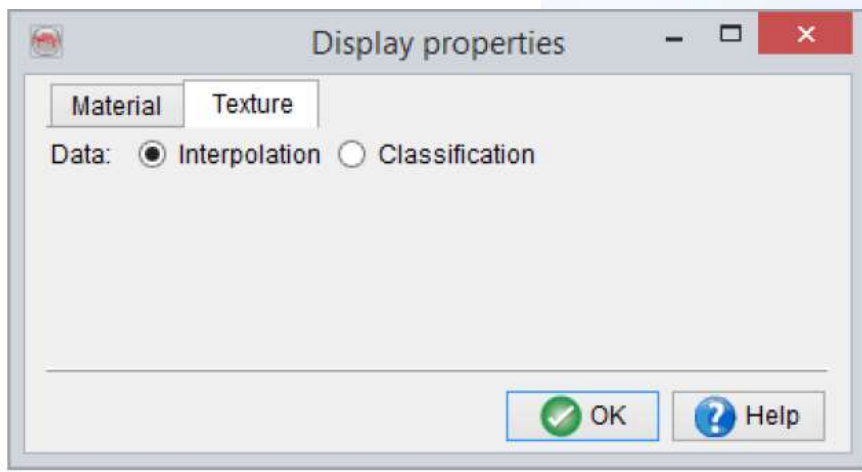 Display properties
Material Texture
Data: Interpolation Classification
OK Help